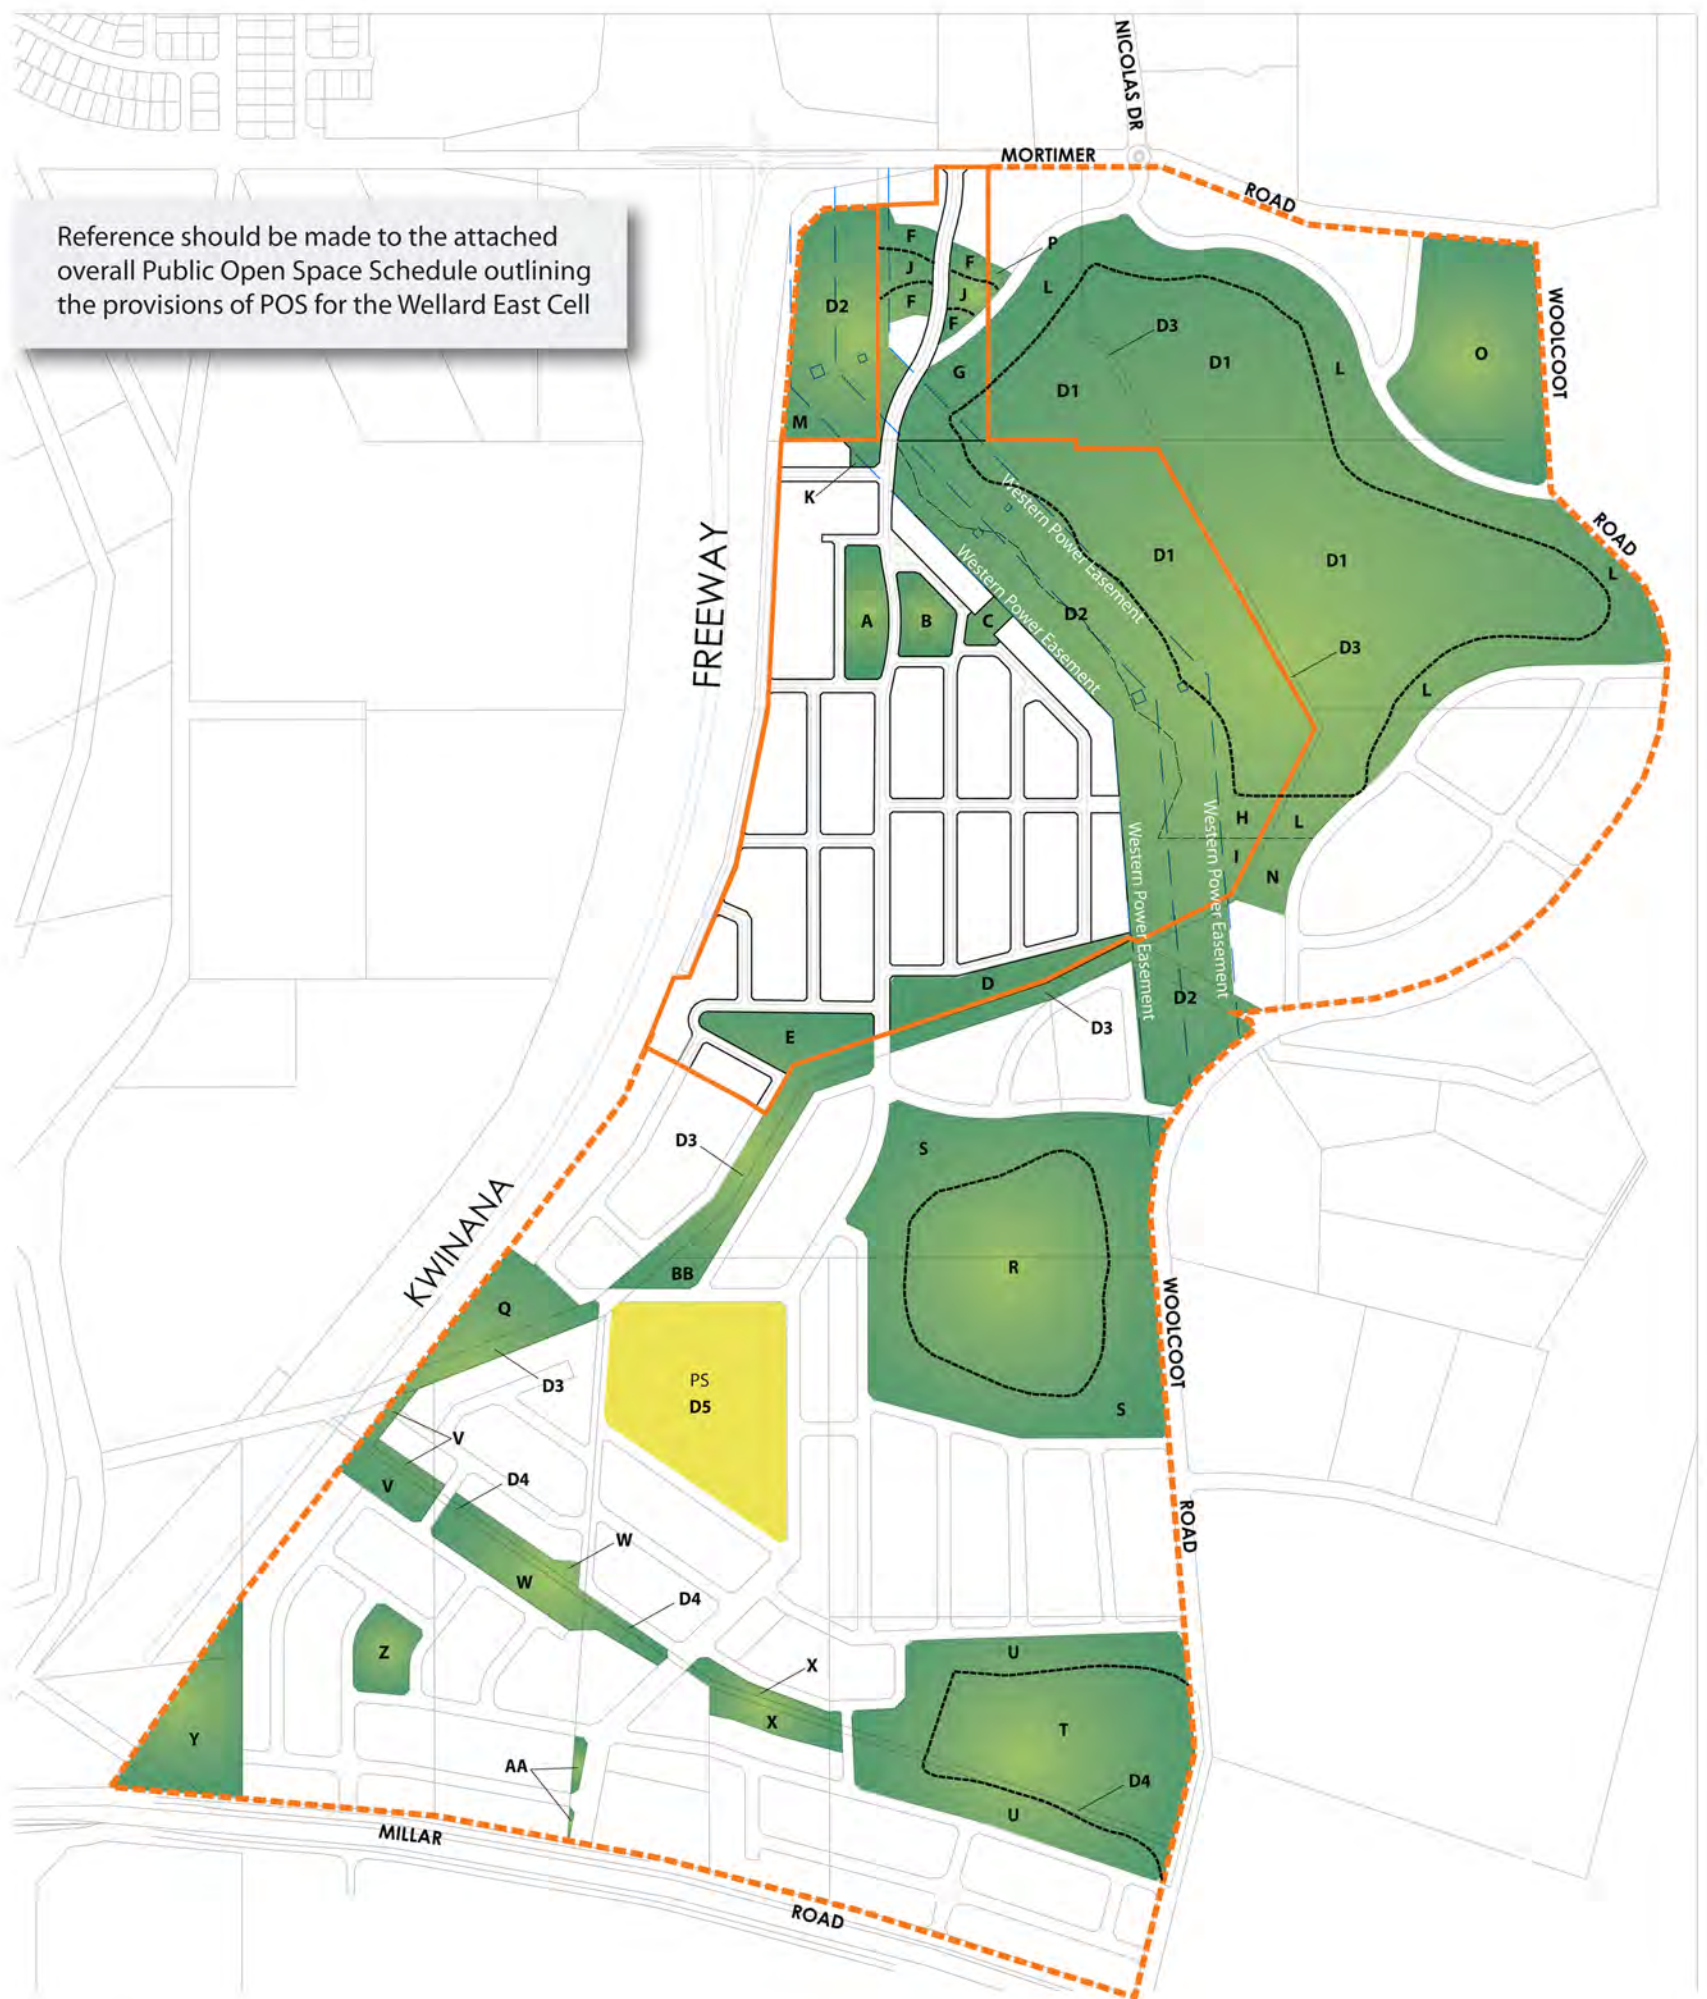 NICOLAS DR
MORTIMER
ROAD
Reference should be made to the attached
overall Public Open Space Schedule outlining
the provisions of POS for the Wellard East Cell
F
F
P
J
J
F
F
L
D2
D3
D1
D1
L
O
WOOLCOOT
G
M
K
Western Power Easement
Western Power Easement
FREEWAY
D1
D1
ROAD
L
A
B
C
D2
D3
L
H
L
I
N
Western Power Easement
Western Power Easement
D
D2
D3
E
D3
S
KWINANA
R
BB
Q
WOOLCOOT
D3
PS
D5
S
V
V
D4
ROAD
W
W
D4
Z
U
X
X
T
Y
AA
D4
U
MILLAR
ROAD